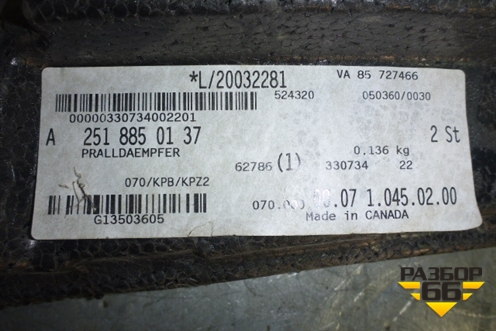 *L/20032281
VA 85 727466
524320
050360/0030
00000330734002201
A 251 885 01 37
2 St
PRALLDAEMPFER
0,136 kg
62786 (1) 330734 22
070/KPB/KPZ2
.07 1.045.02.00
G13503605
Made in CANADA
РАЗБОР
66